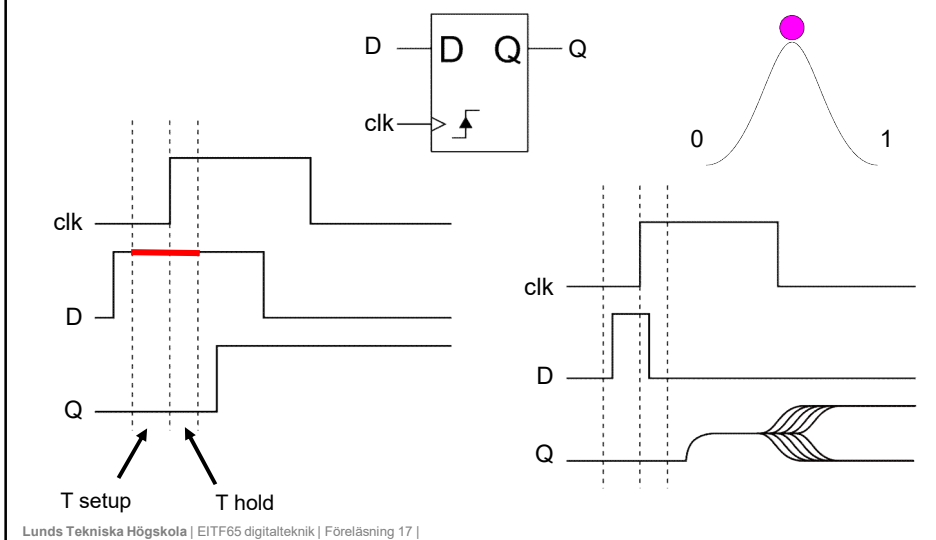 D D Q Q
clk
0 1
clk
D
Q
T setup T hold
clk
D
Q
Lunds Tekniska Högskola | EITF65 digitalteknik | Föreläsning 17 |